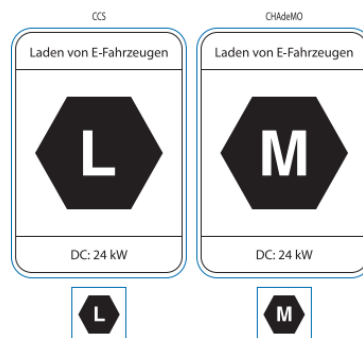 CCS
CHAdeMO
Laden von E-Fahrzeugen
Laden von E-Fahrzeugen
L
M
DC: 24 kW
DC: 24 kW
L
M